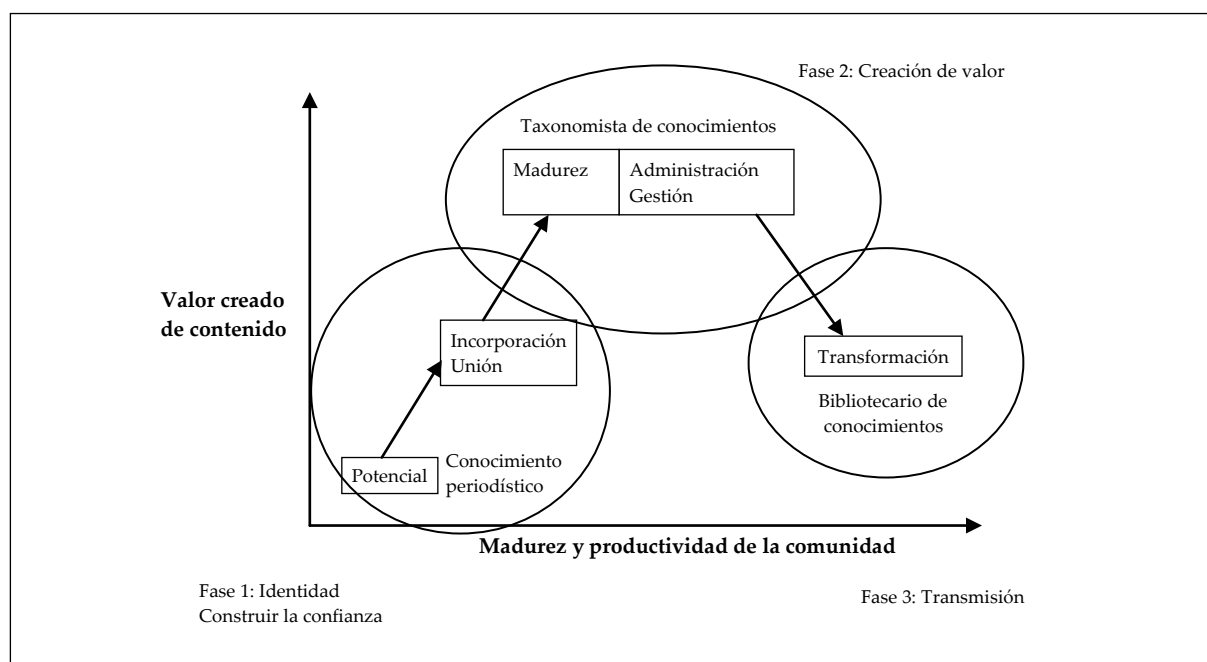 Fase 2: Creación de valor
Taxonomista de conocimientos
Madurez
Administración
Gestión
Valor creado
de contenido
Incorporación
Unión
Transformación
Bibliotecario de
conocimientos
Potencial
Conocimiento
periodístico
Madurez y productividad de la comunidad
Fase 1: Identidad
Construir la confianza
Fase 3: Transmisión